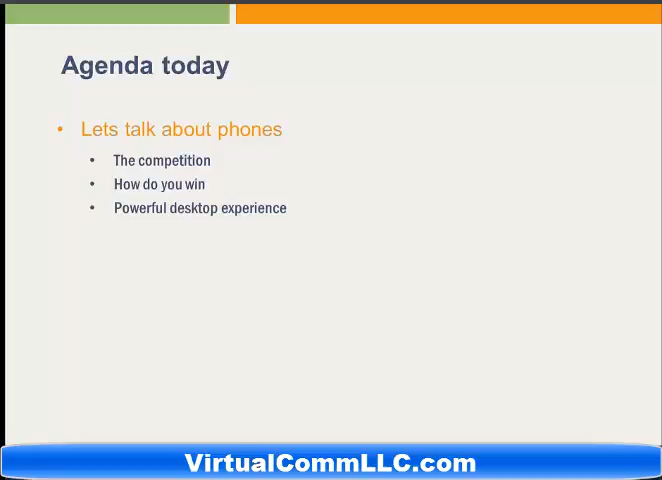 Agenda today
• Lets talk about phones
• The competition
• How do you win
• Powerful desktop experience
VirtualCommLLC.com